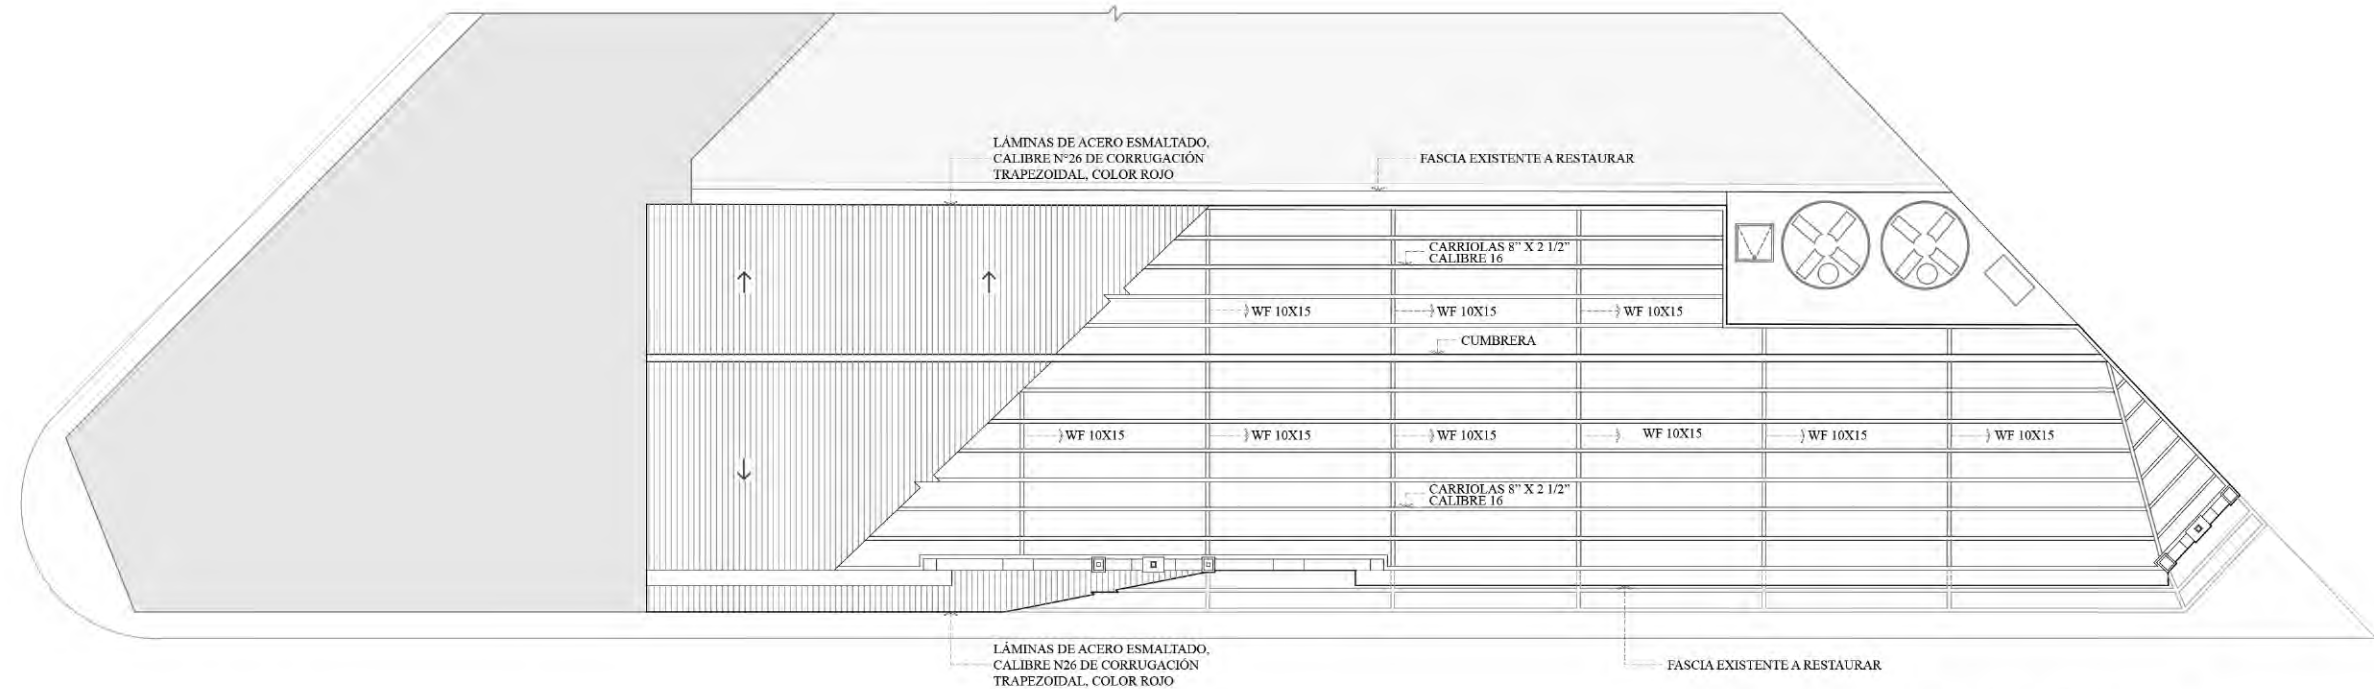 LÁMINAS DE ACERO ESMALTADO,
CALIBRE N°26 DE CORRUGACIÓN
TRAPEZOIDAL, COLOR ROJO
FASCIA EXISTENTE A RESTAURAR
CARRIOLAS 8" X 2 1/2"
CALIBRE 16
WF 10X15
WF 10X15
WF 10X15
CUMBRERA
WF 10X15
WF 10X15
WF 10X15
WF 10X15
WF 10X15
WF 10X15
CARRIOLAS 8" X 2 1/2"
CALIBRE 16
LÁMINAS DE ACERO ESMALTADO,
CALIBRE N26 DE CORRUGACIÓN
TRAPEZOIDAL, COLOR ROJO
FASCIA EXISTENTE A RESTAURAR